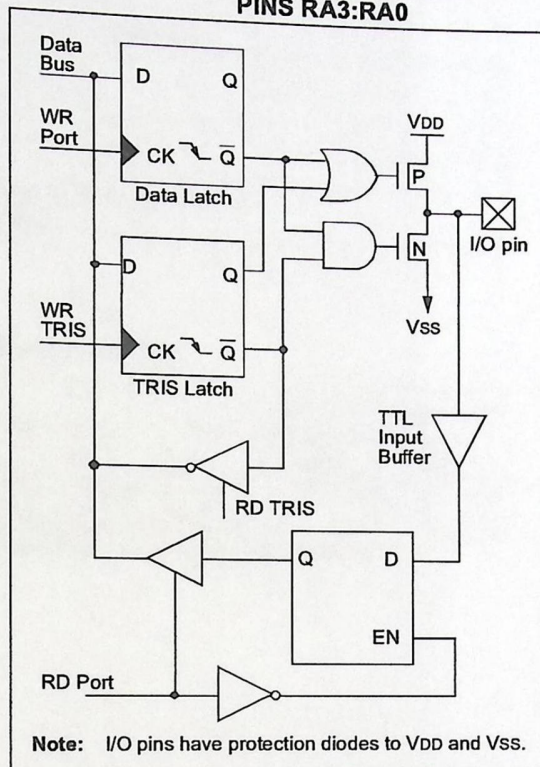 PINS RA3:RA0
Data
Bus
D
Q
WR
Port
CK
Q
Data Latch
VDD
P
I/O pin
N
VSS
D
Q
WR
TRIS
CK
Q
TRIS Latch
TTL
Input
Buffer
RD TRIS
Q
D
EN
RD Port
Note: I/O pins have protection diodes to VDD and VSS.